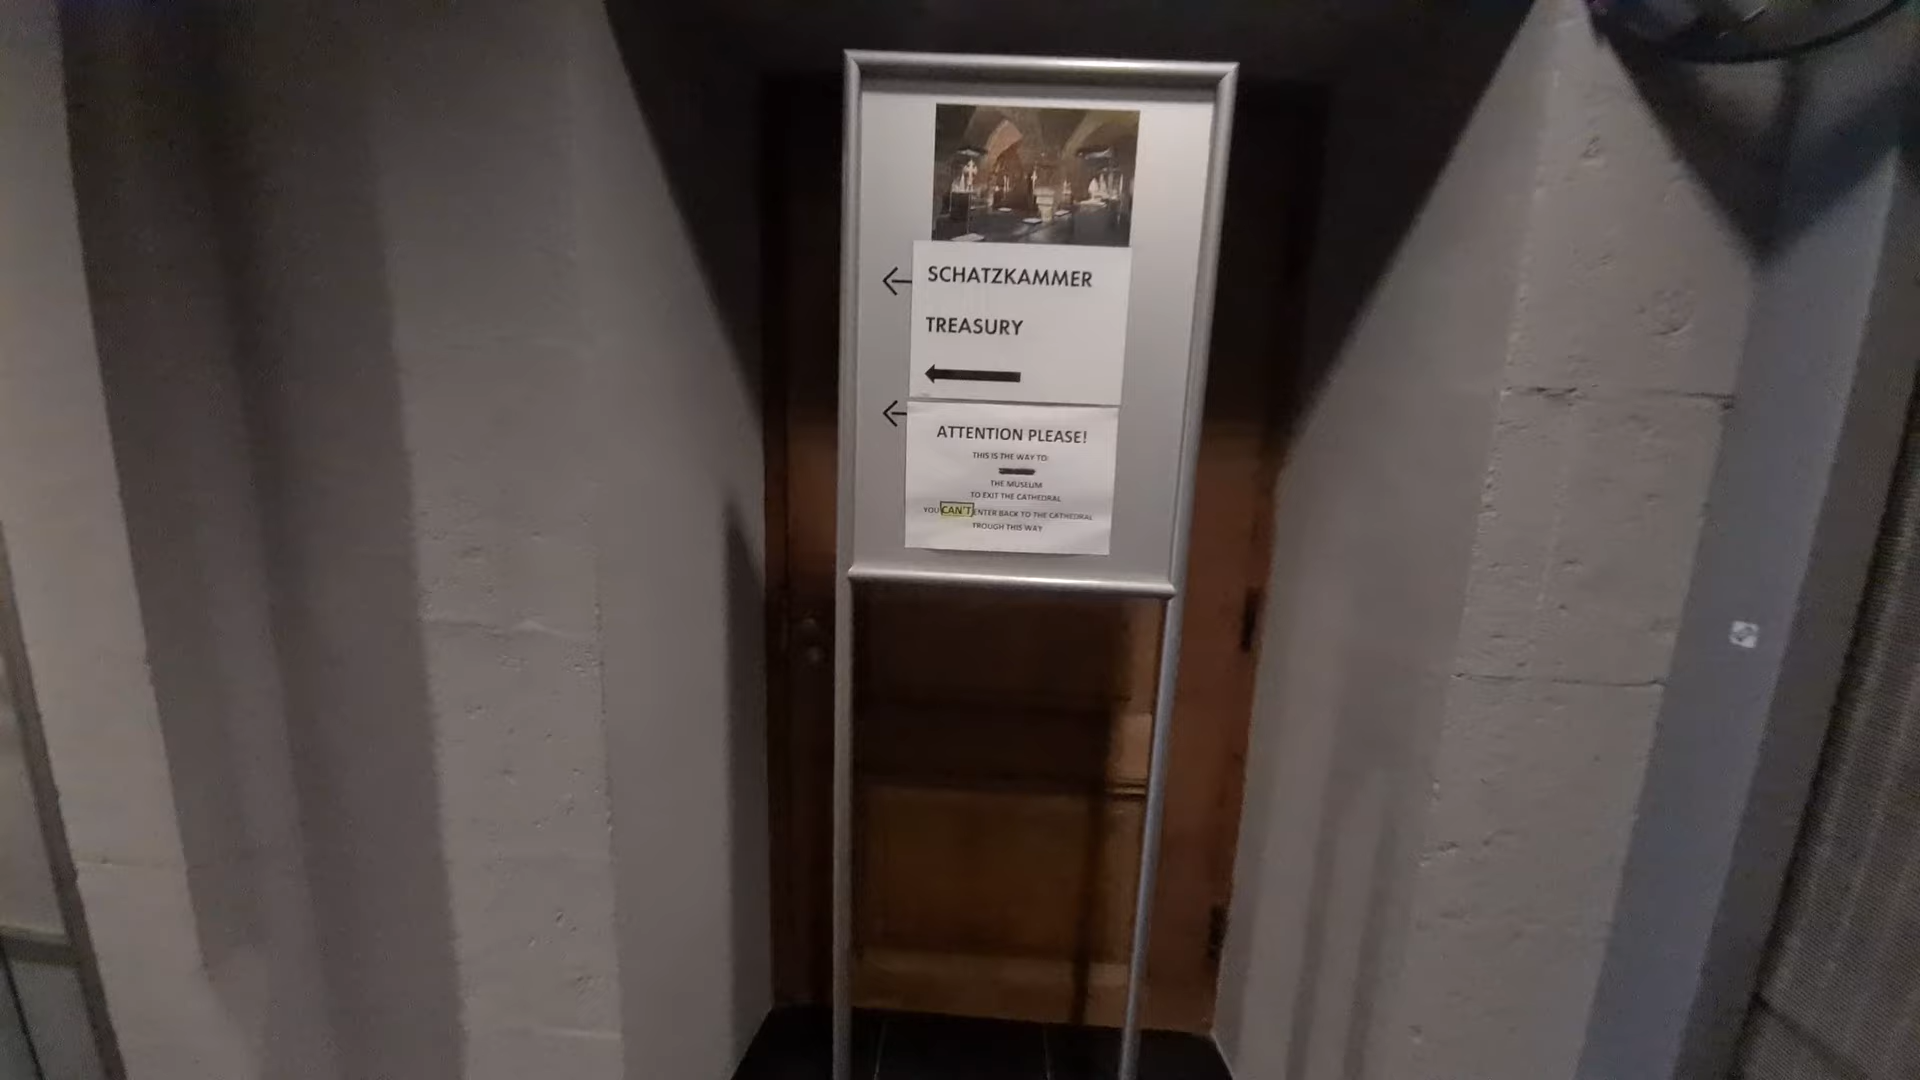 SCHATZKAMMER
TREASURY
ATTENTION PLEASE!
THIS IS THE WAY TO:
THE MUSEUM
TO EXIT THE CATHEDRAL
YOU CAN'T ENTER BACK TO THE CATHEDRAL
TROUGH THIS WAY